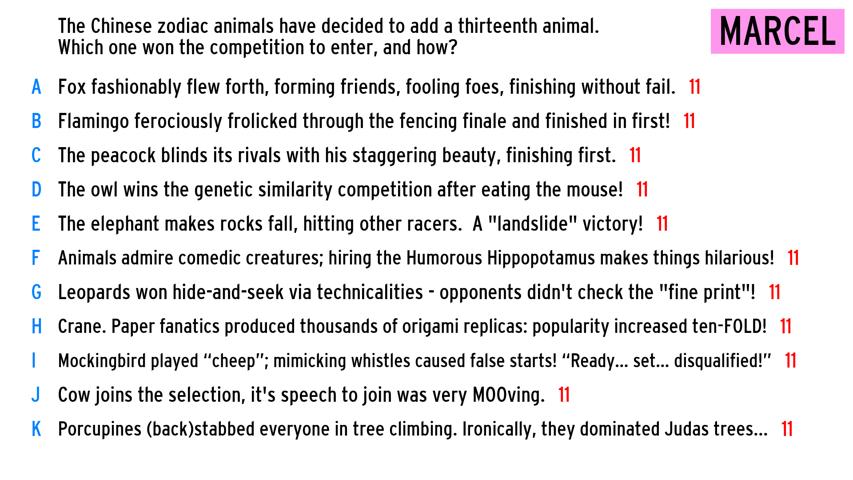 The Chinese zodiac animals have decided to add a thirteenth animal.
Which one won the competition to enter, and how?
MARCEL
A Fox fashionably flew forth, forming friends, fooling foes, finishing without fail. 11
B Flamingo ferociously frolicked through the fencing finale and finished in first! 11
C The peacock blinds its rivals with his staggering beauty, finishing first. 11
D The owl wins the genetic similarity competition after eating the mouse! 11
E The elephant makes rocks fall, hitting other racers. A "landslide" victory! 11
F Animals admire comedic creatures; hiring the Humorous Hippopotamus makes things hilarious! 11
G Leopards won hide-and-seek via technicalities - opponents didn't check the "fine print"! 11
H Crane. Paper fanatics produced thousands of origami replicas: popularity increased ten-FOLD! 11
I Mockingbird played “cheep”; mimicking whistles caused false starts! “Ready... set... disqualified!” 11
J Cow joins the selection, it's speech to join was very MOOving. 11
K Porcupines (back)stabbed everyone in tree climbing. Ironically, they dominated Judas trees... 11